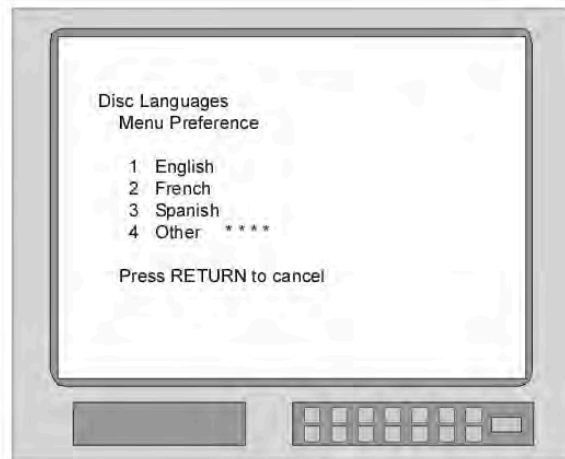 Disc Languages
Menu Preference
1 English
2 French
3 Spanish
4 Other * * * *
Press RETURN to cancel